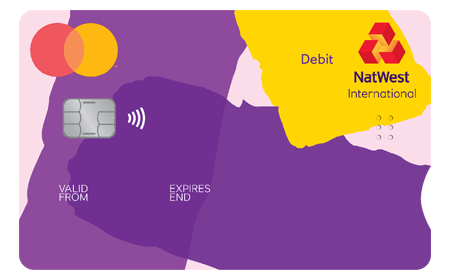 Debit
NatWest
International
VALID
FROM
EXPIRES
END